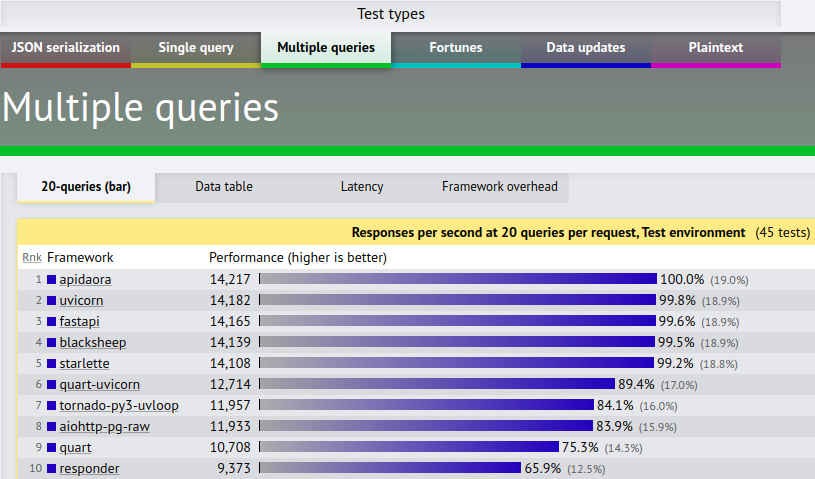 Test types
JSON serialization Single query Multiple queries Fortunes Data updates Plaintext
Multiple queries
20-queries (bar) Data table Latency Framework overhead
Responses per second at 20 queries per request, Test environment (45 tests)
Rnk Framework Performance (higher is better)
1 apidaora 14,217 100.0% (19.0%)
2 uvicorn 14,182 99.8% (18.9%)
3 fastapi 14,165 99.6% (18.9%)
4 blacksheep 14,139 99.5% (18.9%)
5 starlette 14,108 99.2% (18.8%)
6 quart-uvicorn 12,714 89.4% (17.0%)
7 tornado-py3-uvloop 11,957 84.1% (16.0%)
8 aiohttp-pg-raw 11,933 83.9% (15.9%)
9 quart 10,708 75.3% (14.3%)
10 responder 9,373 65.9% (12.5%)